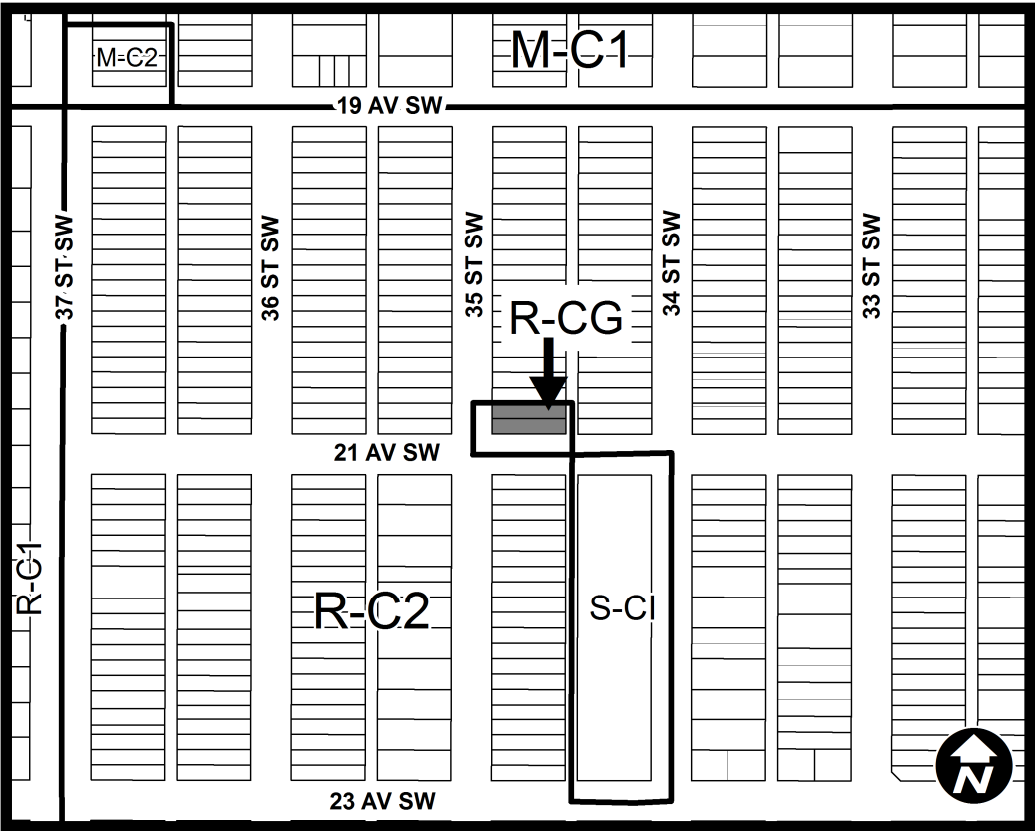 M-C2
M-C1
19 AV SW
37 ST SW
36 ST SW
35 ST SW
34 ST SW
33 ST SW
R-CG
21 AV SW
R-C1
R-C2
S-CI
N
23 AV SW